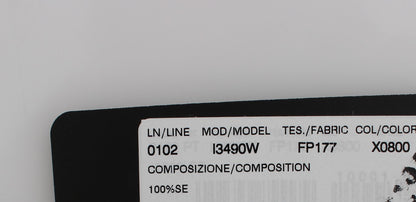 LN/LINE MOD/MODEL TES./FABRIC COL/COLOR
0102 I3490W FP177 X0800
COMPOSIZIONE/COMPOSITION
100%SE